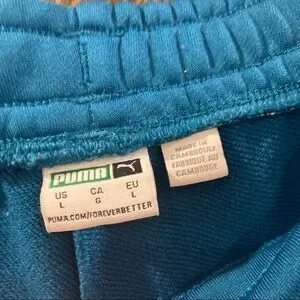 PUMA
US CA EU
L G L
PUMA.COM/FOREVERBETTER
MADE IN
CAMBODIA/
FABRIQUÉ AU
CAMBODGE